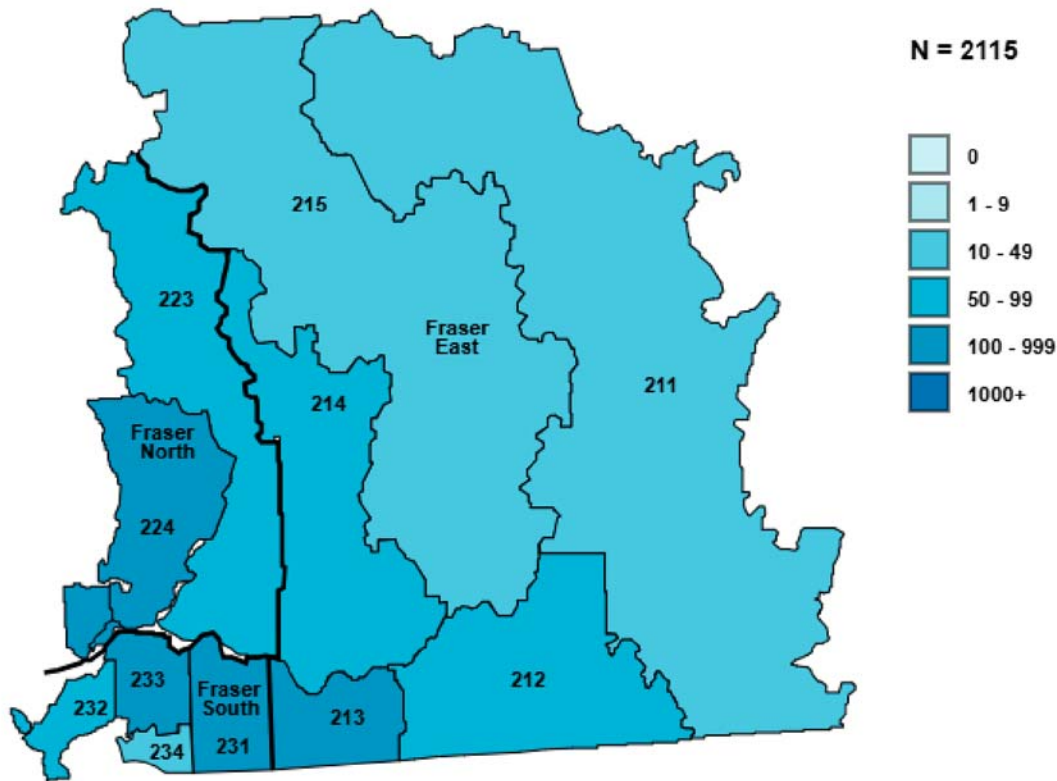 N = 2115
0
1 - 9
10 - 49
50 - 99
100 - 999
1000+
215
223
Fraser
East
211
214
Fraser
North
224
233
232
Fraser
South
234
231
213
212